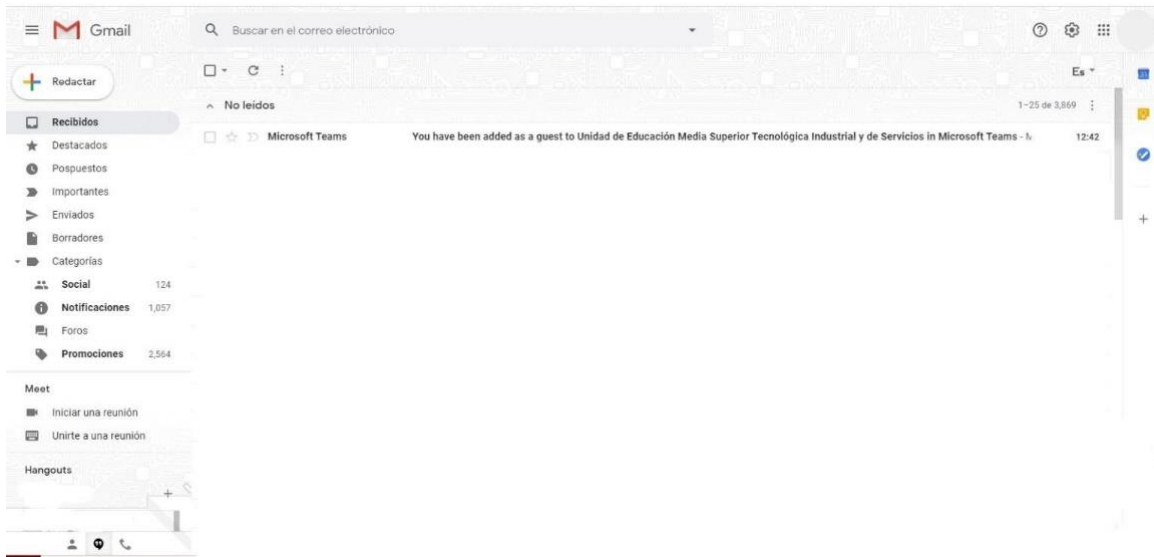 Gmail
Buscar en el correo electrónico
Redactar
Es
No leídos
1-25 de 3,869
Recibidos
Microsoft Teams You have been added as a guest to Unidad de Educación Media Superior Tecnológica Industrial y de Servicios in Microsoft Teams - 12:42
Destacados
Pospuestos
Importantes
Enviados
Borradores
Categorías
Social 124
Notificaciones 1,057
Foros
Promociones 2,564
Meet
Iniciar una reunión
Unirte a una reunión
Hangouts